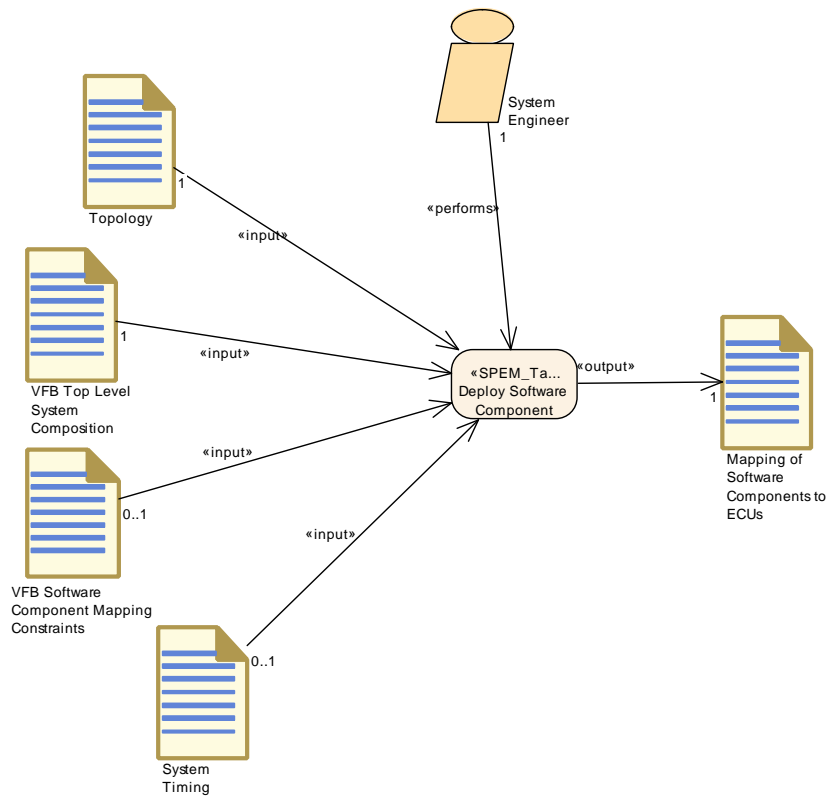 System
Engineer
1
«performs»
1
Topology
«input»
1
VFB Top Level
System
Composition
«input»
«SPEM_Ta...
Deploy Software
Component
«output»
1
Mapping of
Software
Components to
ECUs
0..1
VFB Software
Component Mapping
Constraints
«input»
«input»
0..1
System
Timing